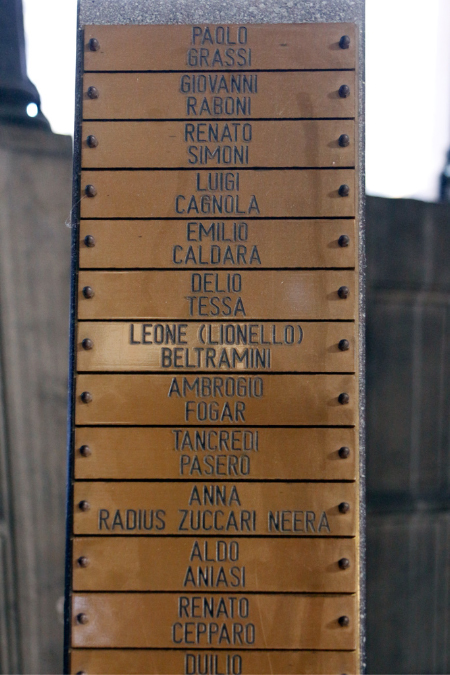 PAOLO
GRASSI
GIOVANNI
RABONI
RENATO
SIMONI
LUIGI
CAGNOLA
EMILIO
CALDARA
DELIO
TESSA
LEONE (LIONELLO)
BELTRAMINI
AMBROGIO
FOGAR
TANCREDI
PASERO
ANNA
RADIUS ZUCCARI NEERA
ALDO
ANIASI
RENATO
CEPPARO
DUILIO